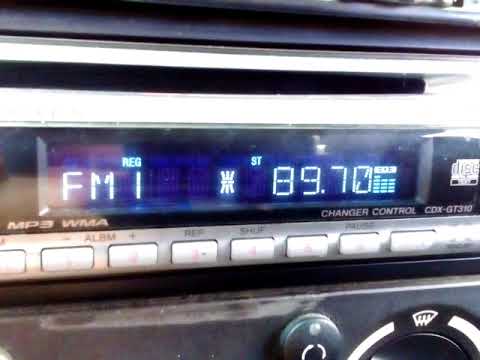 REG ST
FM1 89.70
MP3 WMA CHANGER CONTROL CDX-GT310
- ALBM + REP SHUF PAUSE